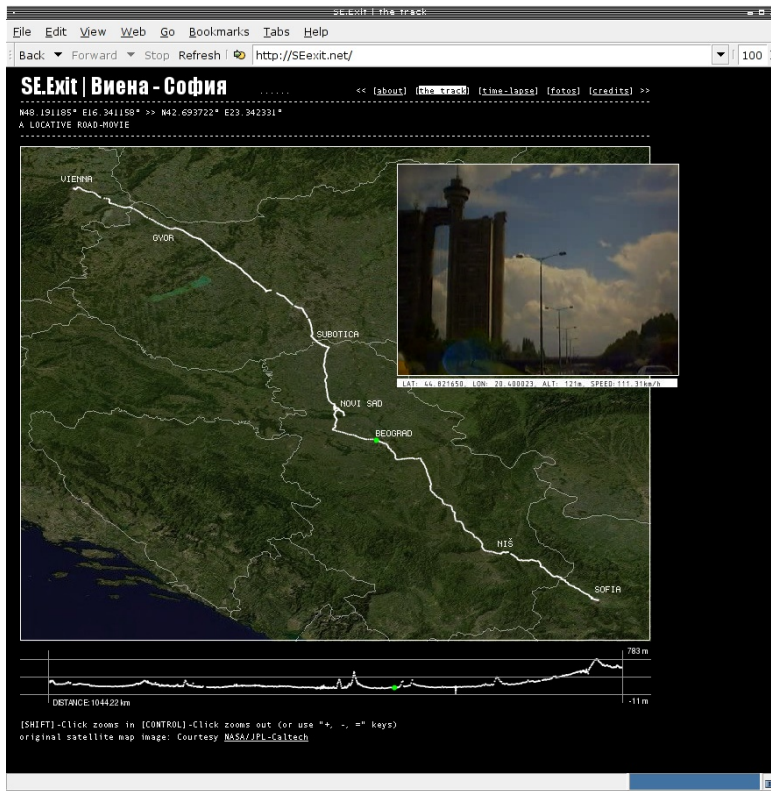 SE.Exit | the track
File Edit View Web Go Bookmarks Tabs Help
Back Forward Stop Refresh http://SEexit.net/ 100
SE.Exit | Виена - София ...... << [about] [the track] [time-lapse] [fotos] [credits] >>
N48.191185° E16.341158° >> N42.693722° E23.342331°
A LOCATIVE ROAD-MOVIE
VIENNA
GYOR
SUBOTICA
LAT: 44.821650, LON: 20.400023, ALT: 121m, SPEED:111.31km/h
NOVI SAD
BEOGRAD
NIŠ
SOFIA
783 m
DISTANCE: 1044.22 km
-11 m
[SHIFT]-Click zooms in [CONTROL]-Click zooms out (or use "+, -, =" keys)
original satellite map image: Courtesy NASA/JPL-Caltech